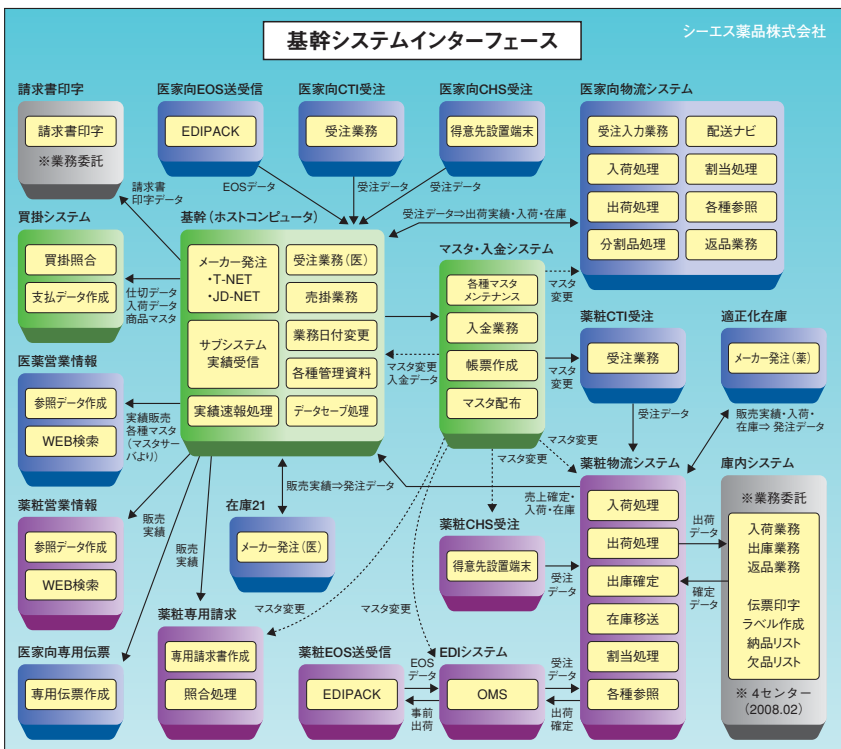 基幹システムインターフェース
シーエス薬品株式会社
請求書印字
請求書印字
※業務委託
医家向EOS送受信
EDIPACK
医家向CTI受注
受注業務
医家向CHS受注
得意先設置端末
医家向物流システム
受注入力業務
配送ナビ
入荷処理
割当処理
出荷処理
各種参照
分割品処理
返品業務
請求書
印字データ
EOSデータ
受注データ
受注データ
受注データ⇒出荷実績・入荷・在庫
買掛システム
買掛照合
支払データ作成
仕切データ
入荷データ
商品マスタ
基幹(ホストコンピュータ)
メーカー発注
・T-NET
・JD-NET
サブシステム
実績受信
実績速報処理
受注業務(医)
売掛業務
業務日付変更
各種管理資料
データセーブ処理
マスタ・入金システム
各種マスタ
メンテナンス
入金業務
帳票作成
マスタ配布
マスタ
変更
マスタ変更
入金データ
マスタ
変更
薬粧CTI受注
受注業務
適正化在庫
メーカー発注(薬)
受注データ
販売実績・入荷・
在庫⇒ 発注データ
医薬営業情報
参照データ作成
WEB検索
実績販売
各種マスタ
(マスタサー
バより)
マスタ変更
マスタ変更
薬粧営業情報
参照データ作成
WEB検索
販売
実績
販売
実績
販売実績⇒発注データ
在庫21
メーカー発注(医)
売上確定・
入荷・在庫
薬粧CHS受注
得意先設置端末
受注
データ
薬粧物流システム
入荷処理
出荷処理
出庫確定
在庫移送
割当処理
各種参照
出荷
データ
確定
データ
庫内システム
※業務委託
入荷業務
出庫業務
返品業務
伝票印字
ラベル作成
納品リスト
欠品リスト
※ 4センター
(2008.02)
マスタ変更
マスタ変更
医家向専用伝票
専用伝票作成
薬粧専用請求
専用請求書作成
照合処理
薬粧EOS送受信
EDIPACK
EOS
データ
事前
出荷
EDIシステム
OMS
受注
データ
出荷
確定